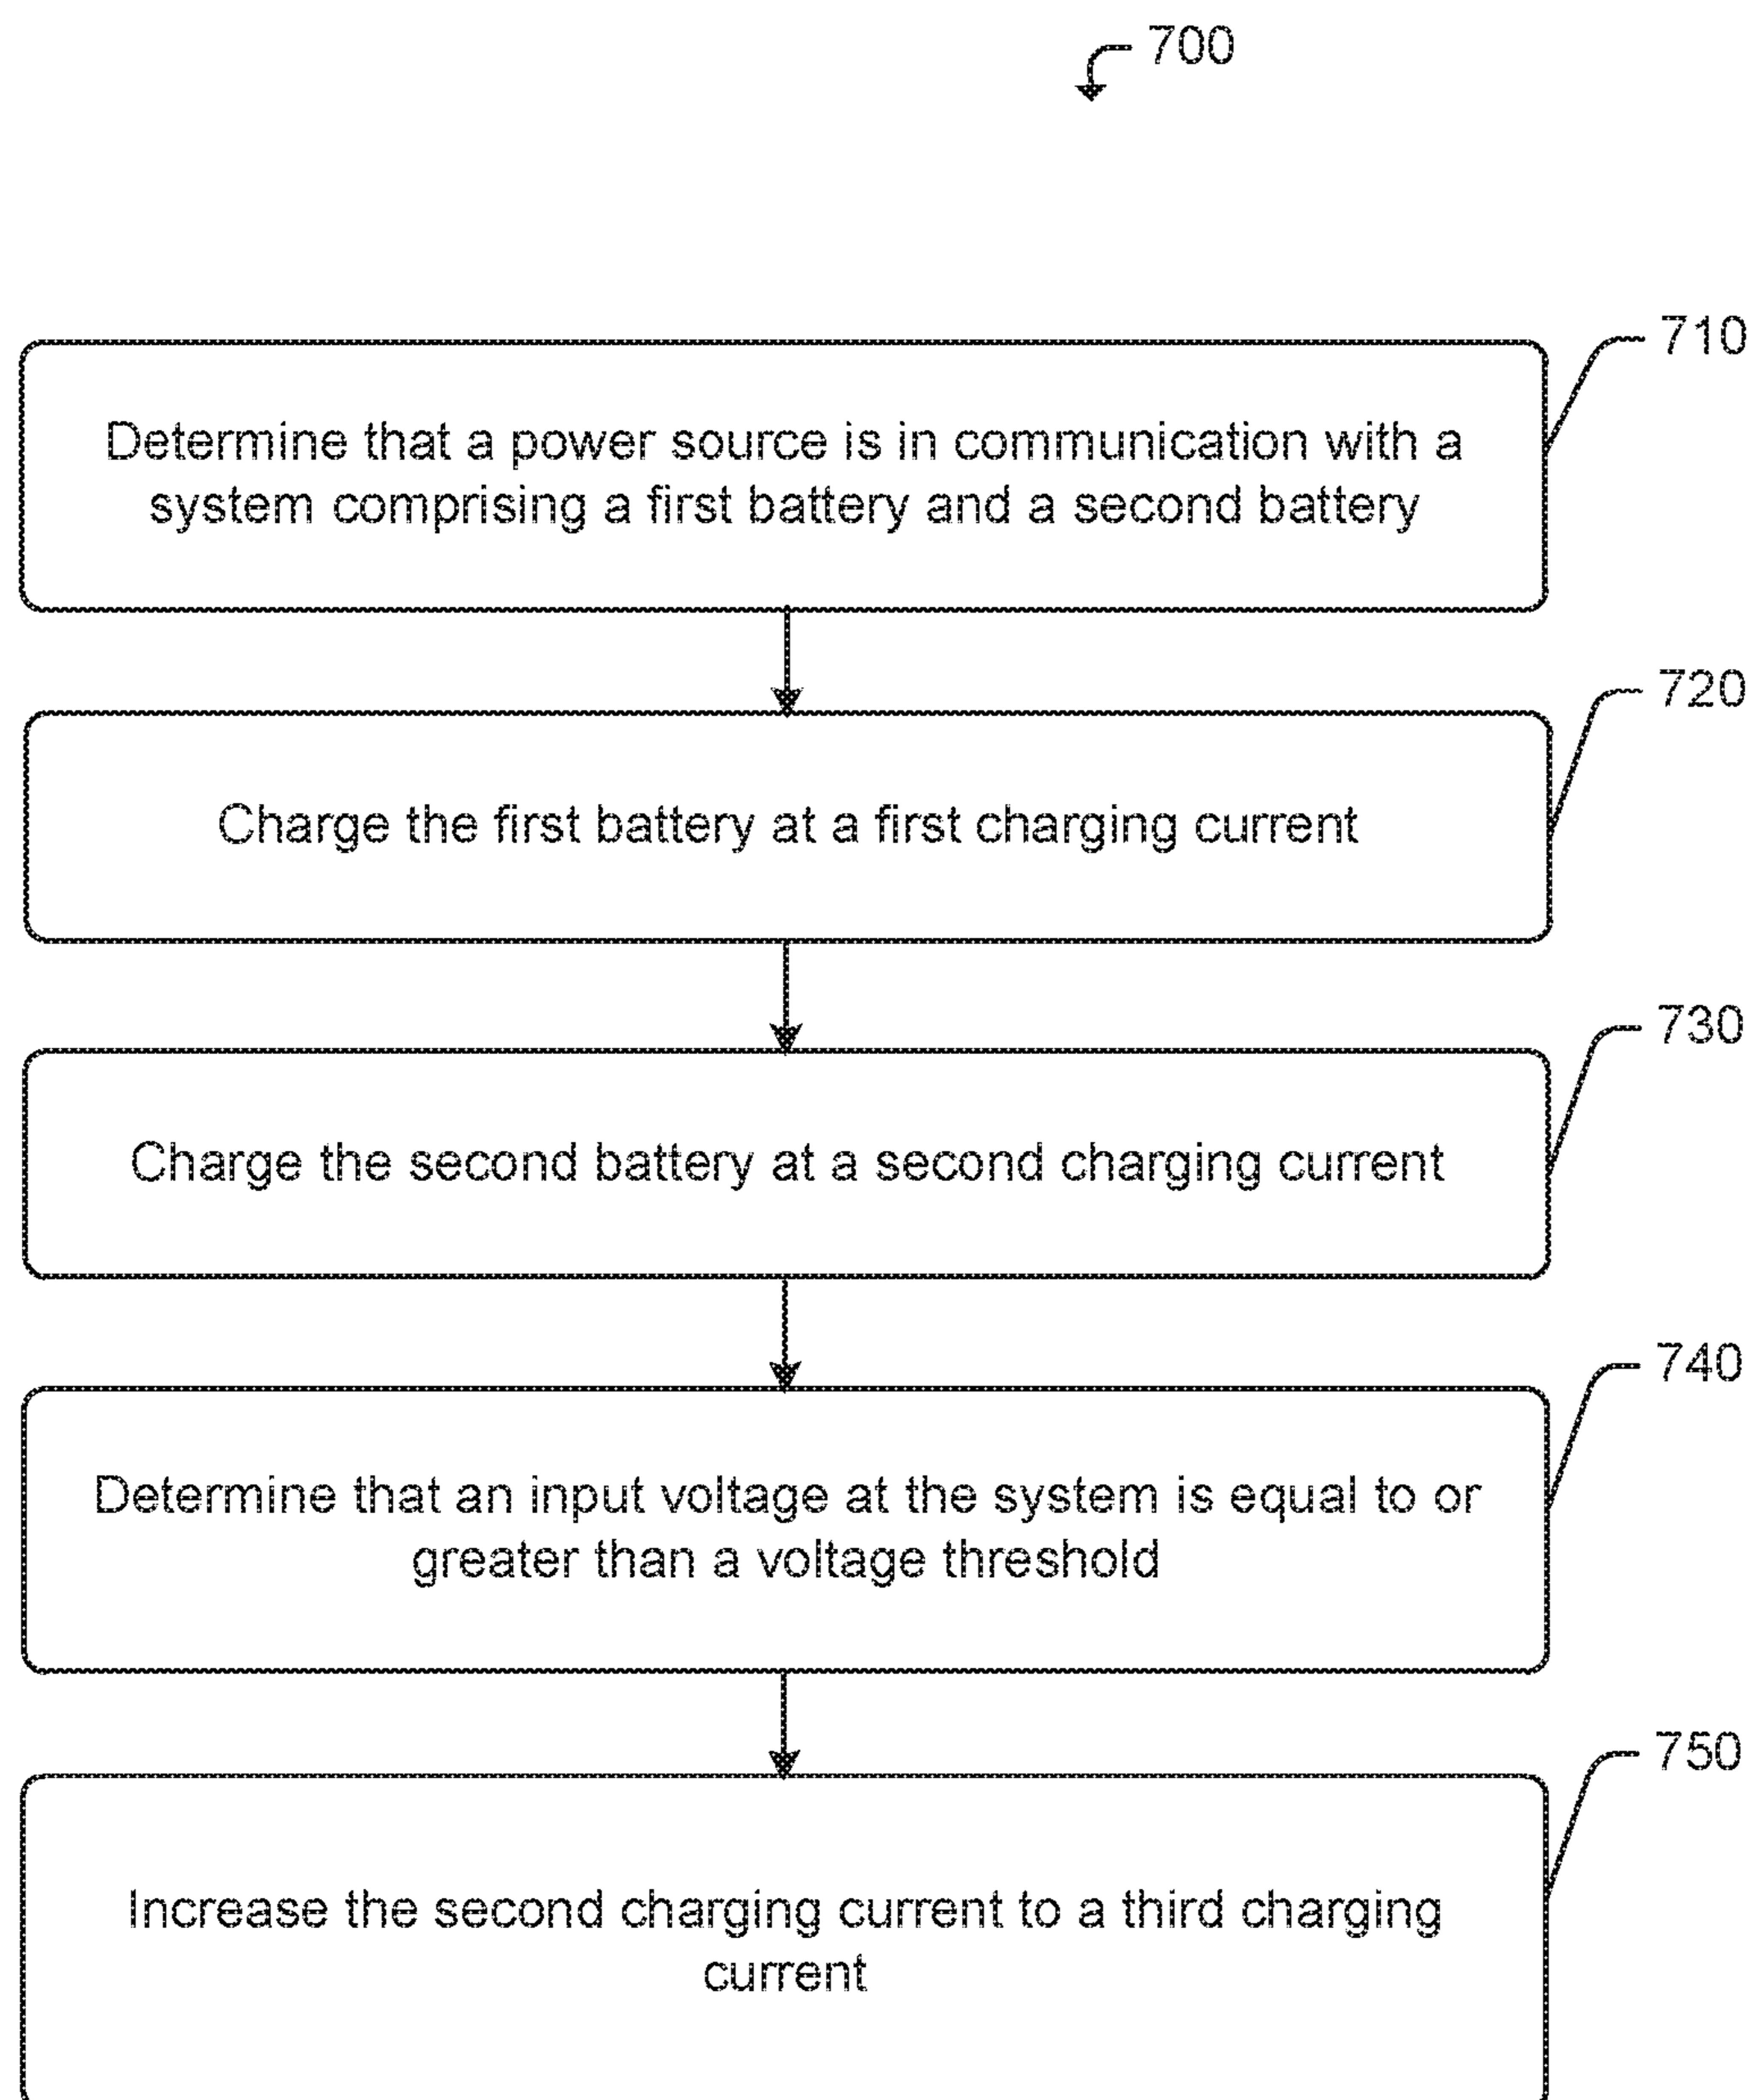 700
710
Determine that a power source is in communication with a
system comprising a first battery and a second battery
720
Charge the first battery at a first charging current
730
Charge the second battery at a second charging current
740
Determine that an input voltage at the system is equal to or
greater than a voltage threshold
750
Increase the second charging current to a third charging
current